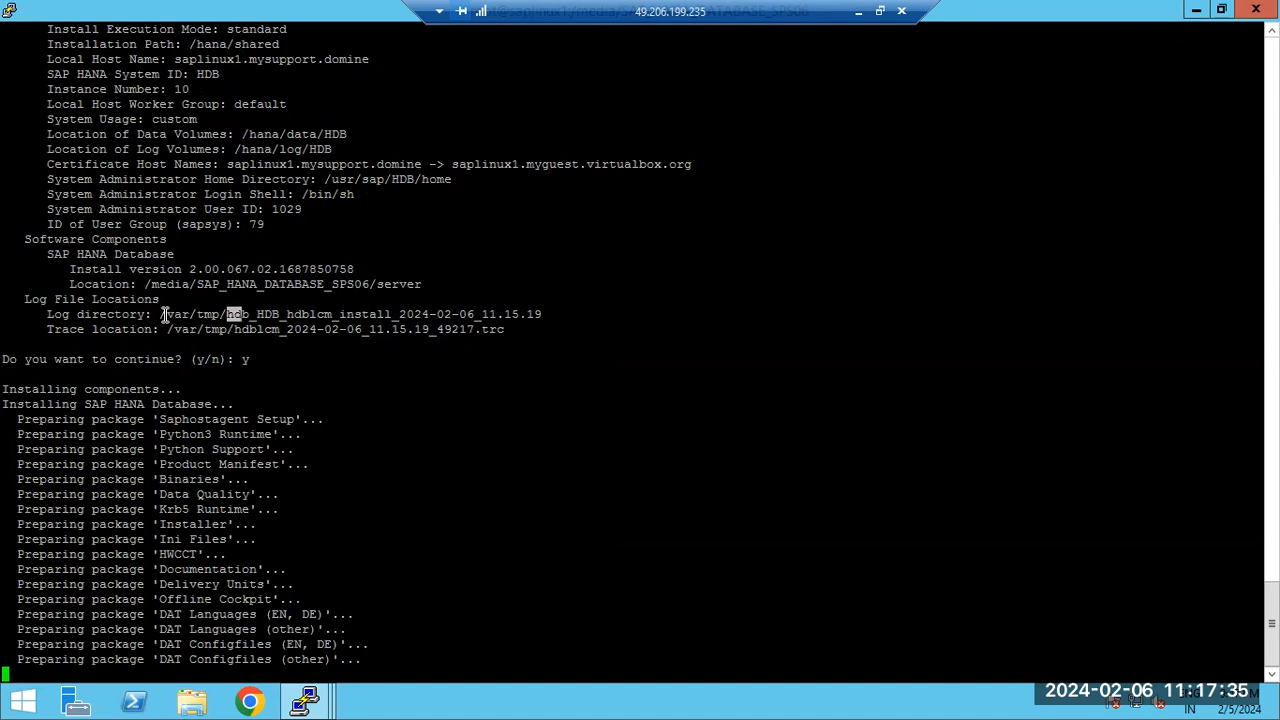 49.206.199.235
Install Execution Mode: standard
Installation Path: /hana/shared
Local Host Name: saplinux1.mysupport.domine
SAP HANA System ID: HDB
Instance Number: 10
Local Host Worker Group: default
System Usage: custom
Location of Data Volumes: /hana/data/HDB
Location of Log Volumes: /hana/log/HDB
Certificate Host Names: saplinux1.mysupport.domine -> saplinux1.myguest.virtualbox.org
System Administrator Home Directory: /usr/sap/HDB/home
System Administrator Login Shell: /bin/sh
System Administrator User ID: 1029
ID of User Group (sapsys): 79
Software Components
SAP HANA Database
Install version 2.00.067.02.1687850758
Location: /media/SAP_HANA_DATABASE_SPS06/server
Log File Locations
Log directory: /var/tmp/hdb_HDB_hdblcm_install_2024-02-06_11.15.19
Trace location: /var/tmp/hdblcm_2024-02-06_11.15.19_49217.trc
Do you want to continue? (y/n): y
Installing components...
Installing SAP HANA Database...
Preparing package 'Saphostagent Setup'...
Preparing package 'Python3 Runtime'...
Preparing package 'Python Support'...
Preparing package 'Product Manifest'...
Preparing package 'Binaries'...
Preparing package 'Data Quality'...
Preparing package 'Krb5 Runtime'...
Preparing package 'Installer'...
Preparing package 'Ini Files'...
Preparing package 'HWCCT'...
Preparing package 'Documentation'...
Preparing package 'Delivery Units'...
Preparing package 'Offline Cockpit'...
Preparing package 'DAT Languages (EN, DE)'...
Preparing package 'DAT Languages (other)'...
Preparing package 'DAT Configfiles (EN, DE)'...
Preparing package 'DAT Configfiles (other)'...
2024-02-06 11:17:35
IN
2/5/2024